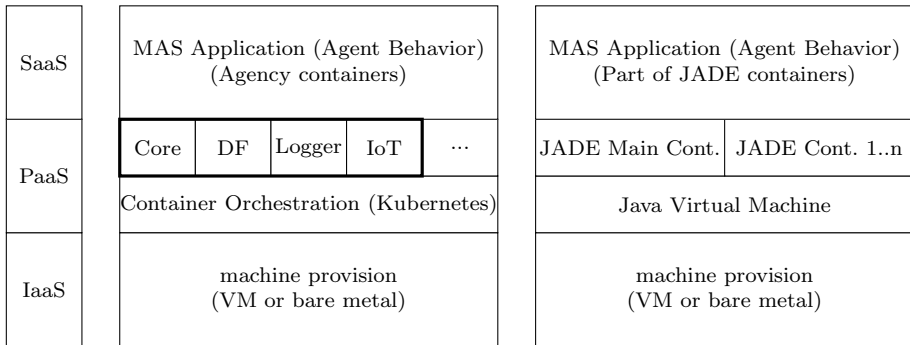 SaaS
PaaS
IaaS
MAS Application (Agent Behavior)
(Agency containers)
Core DF Logger IoT ...
Container Orchestration (Kubernetes)
machine provision
(VM or bare metal)
MAS Application (Agent Behavior)
(Part of JADE containers)
JADE Main Cont. JADE Cont. 1..n
Java Virtual Machine
machine provision
(VM or bare metal)